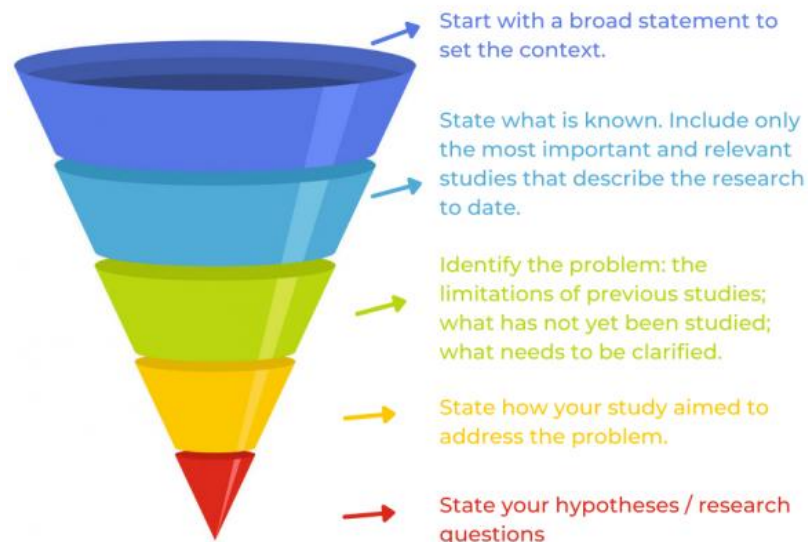 Start with a broad statement to
set the context.
State what is known. Include only
the most important and relevant
studies that describe the research
to date.
Identify the problem: the
limitations of previous studies;
what has not yet been studied;
what needs to be clarified.
State how your study aimed to
address the problem.
State your hypotheses / research
questions